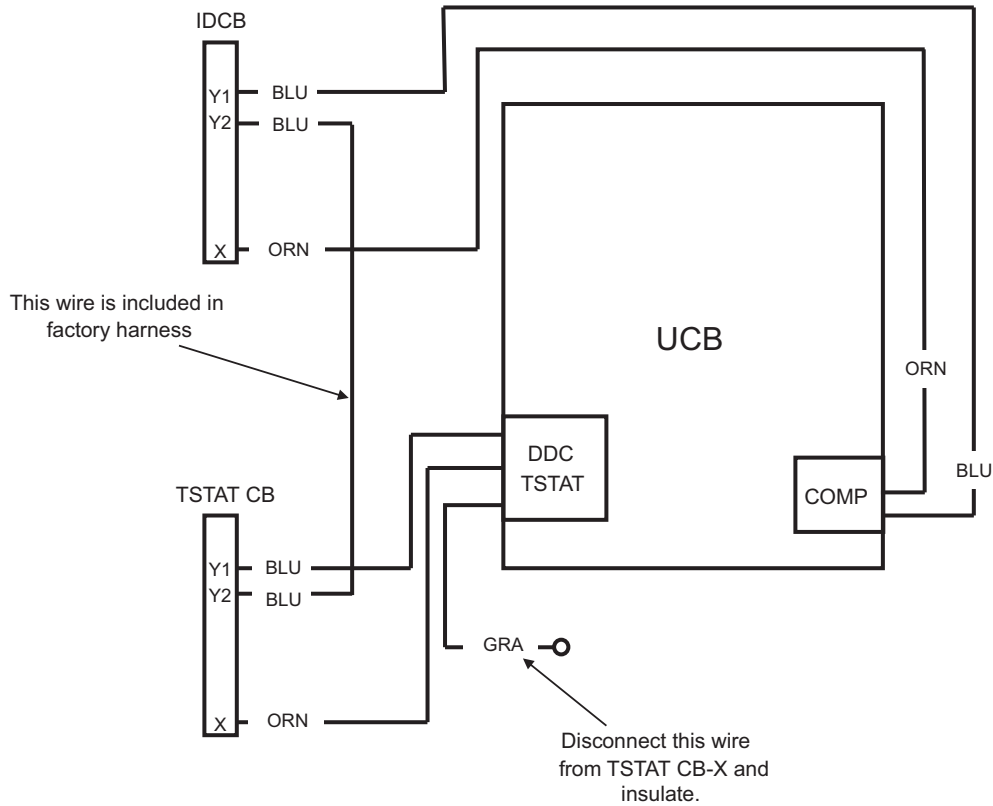 IDCB
Y1
BLU
Y2
BLU
X
ORN
This wire is included in
factory harness
UCB
ORN
BLU
DDC
TSTAT
COMP
TSTAT CB
Y1
BLU
Y2
BLU
X
ORN
GRA
Disconnect this wire
from TSTAT CB-X and
insulate.